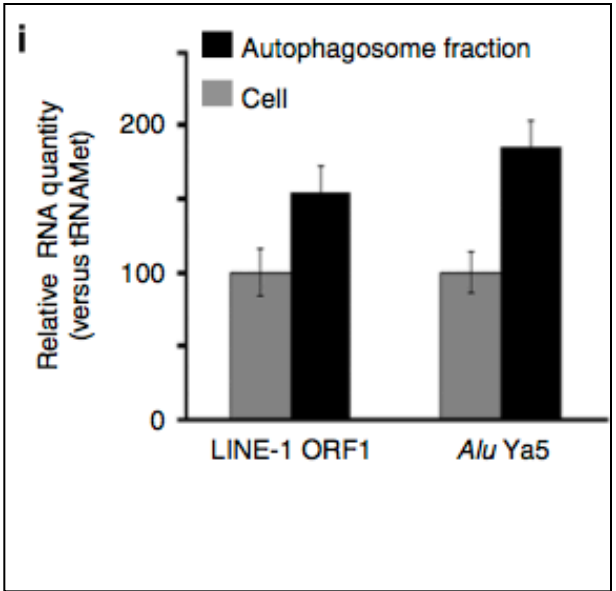 i
Autophagosome fraction
Cell
Relative RNA quantity
(versus tRNAMet)
200
100
0
LINE-1 ORF1
Alu Ya5